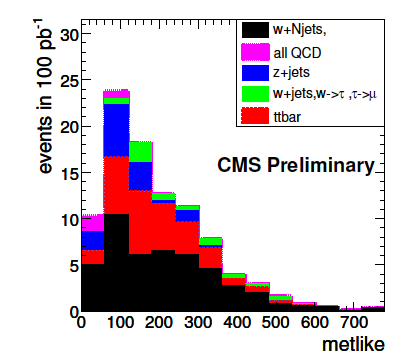 events in 100 pb-1
30
25
20
15
10
5
0
w+Njets,
all QCD
z+jets
w+jets,w->τ ,τ->μ
ttbar
CMS Preliminary
0 100 200 300 400 500 600 700
metlike